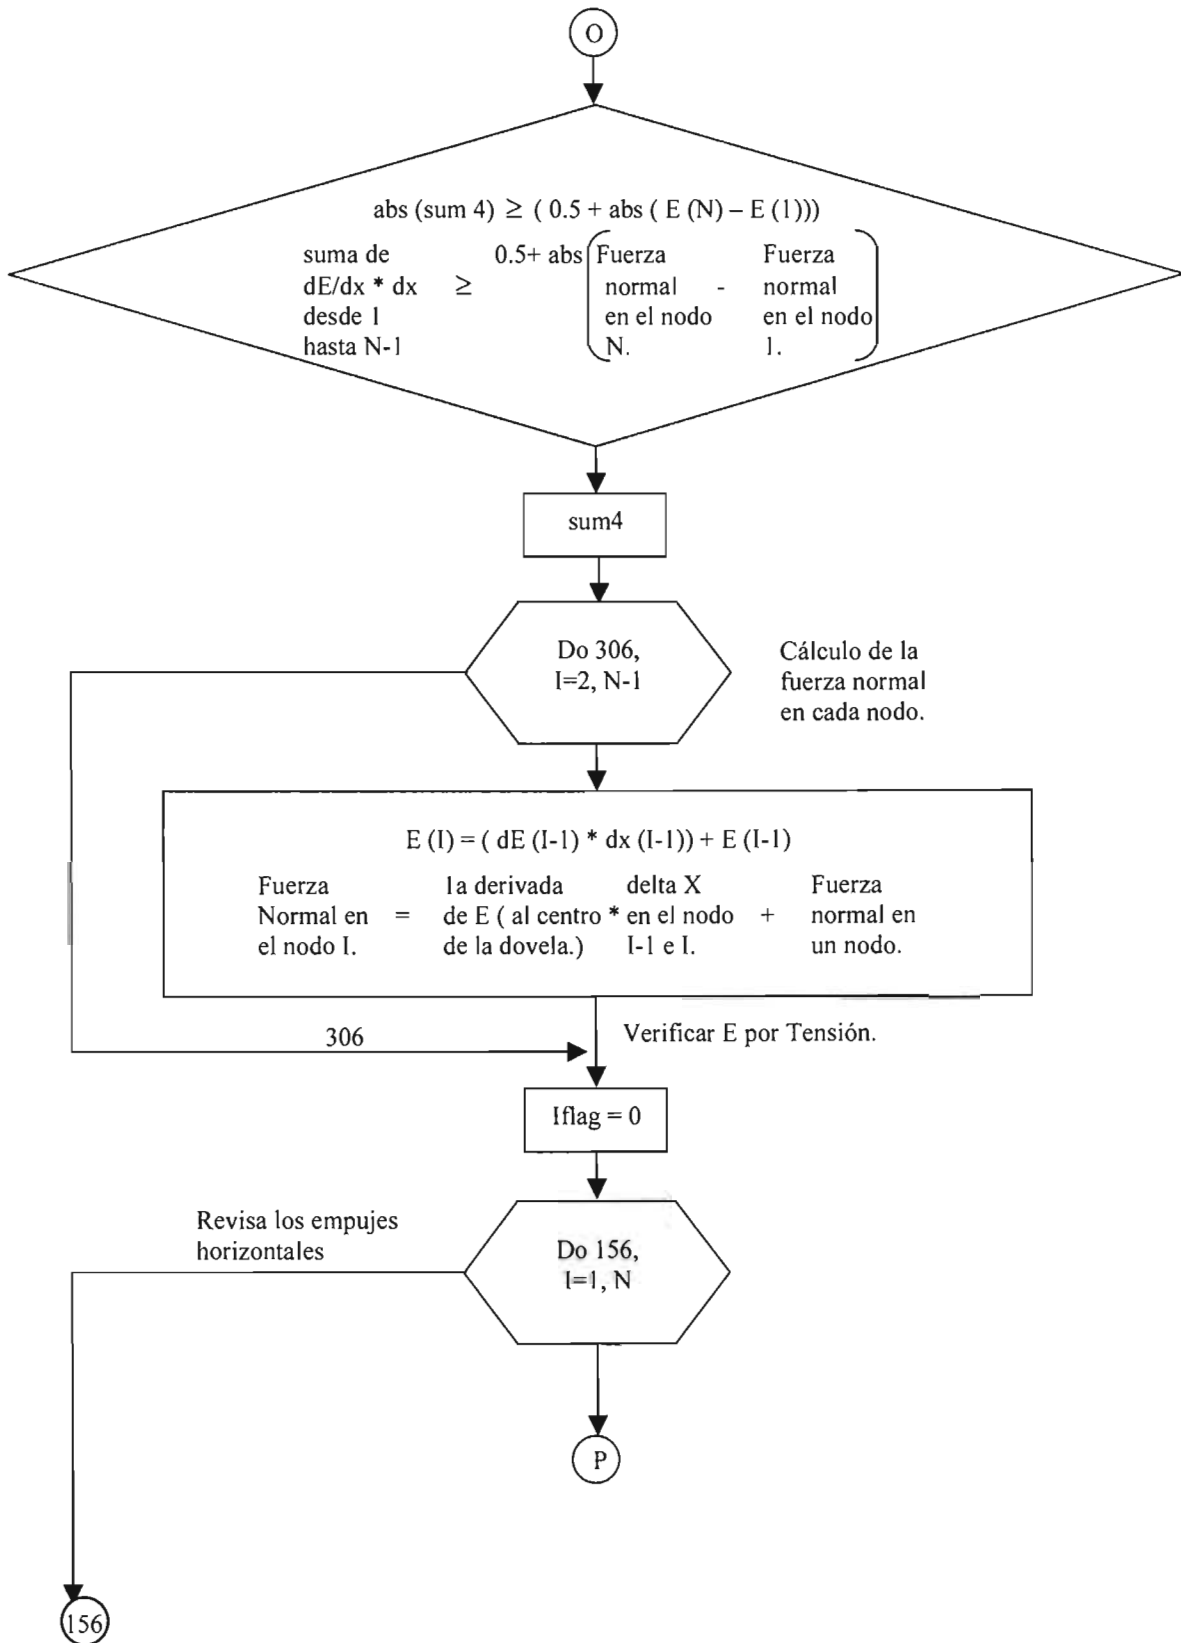 O
abs (sum 4) ≥ ( 0.5 + abs ( E (N) – E (1)))
suma de 0.5+ abs Fuerza Fuerza
dE/dx * dx ≥ normal - normal
desde 1 en el nodo en el nodo
hasta N-1 N. 1.
sum4
Do 306,
I=2, N-1
Cálculo de la
fuerza normal
en cada nodo.
E (I) = ( dE (I-1) * dx (I-1)) + E (I-1)
Fuerza la derivada delta X Fuerza
Normal en = de E ( al centro * en el nodo + normal en
el nodo I. de la dovela.) I-1 e I. un nodo.
306
Verificar E por Tensión.
Iflag = 0
Revisa los empujes
horizontales
Do 156,
I=1, N
P
156